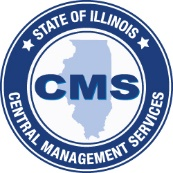 STATE OF ILLINOIS
CMS
CENTRAL MANAGEMENT SERVICES